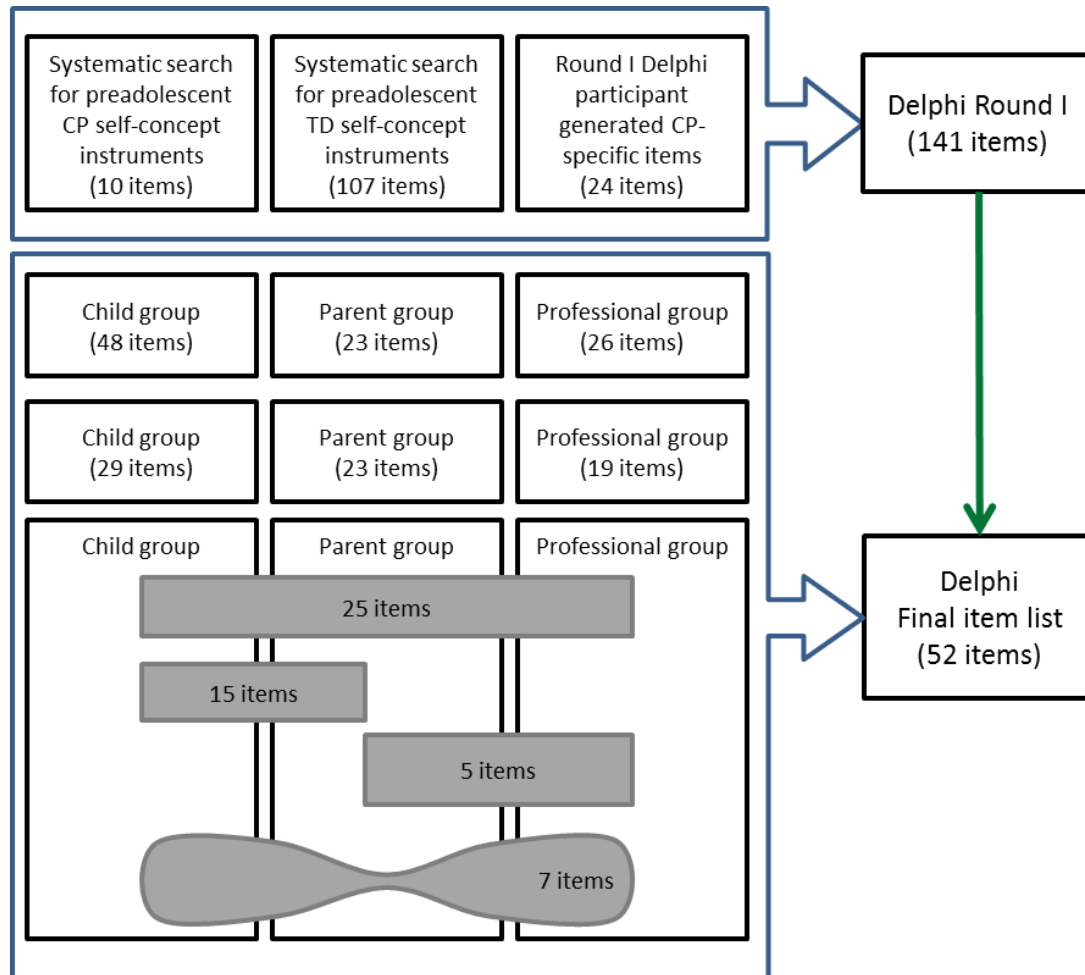 Systematic search
for preadolescent
CP self-concept
instruments
(10 items)
Systematic search
for preadolescent
TD self-concept
instruments
(107 items)
Round I Delphi
participant
generated CP-
specific items
(24 items)
Delphi Round I
(141 items)
Child group
(48 items)
Parent group
(23 items)
Professional group
(26 items)
Child group
(29 items)
Parent group
(23 items)
Professional group
(19 items)
Child group
Parent group
Professional group
25 items
15 items
5 items
7 items
Delphi
Final item list
(52 items)